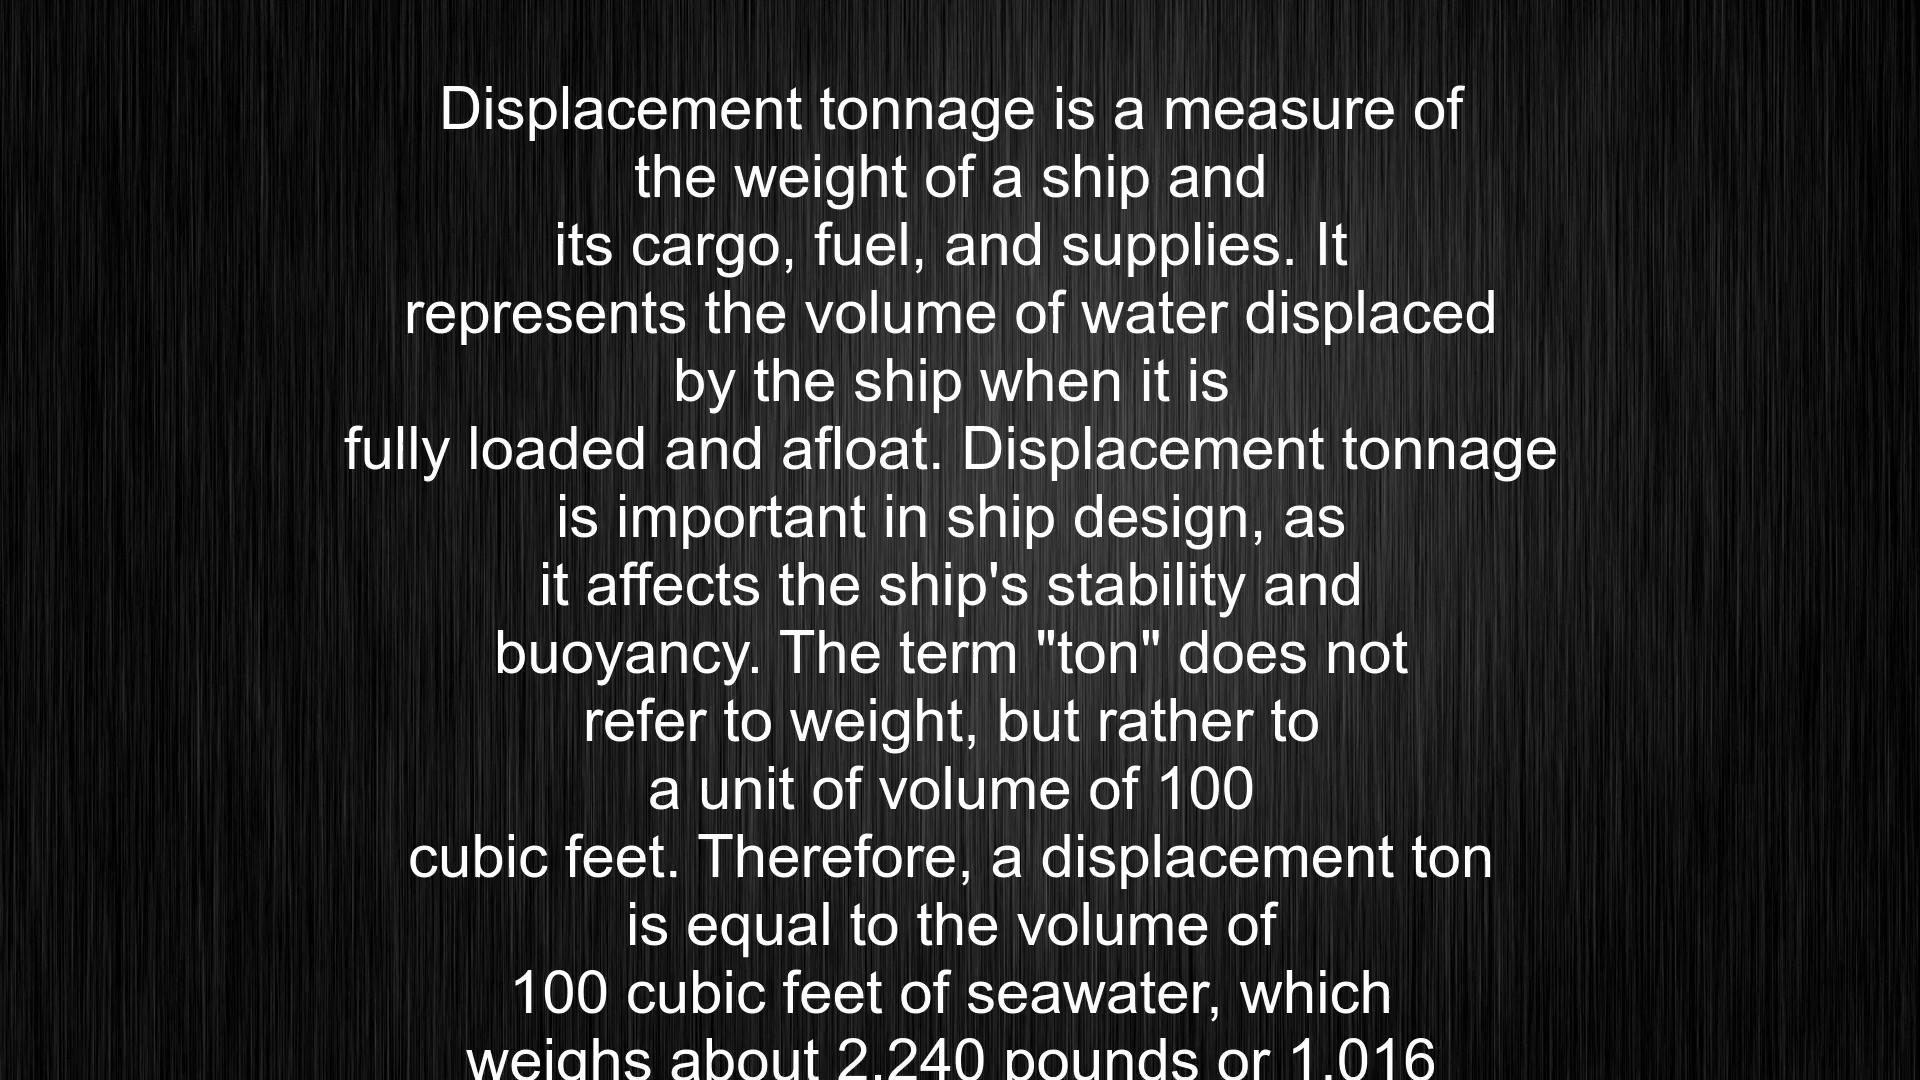 Displacement tonnage is a measure of
the weight of a ship and
its cargo, fuel, and supplies. It
represents the volume of water displaced
by the ship when it is
fully loaded and afloat. Displacement tonnage
is important in ship design, as
it affects the ship's stability and
buoyancy. The term "ton" does not
refer to weight, but rather to
a unit of volume of 100
cubic feet. Therefore, a displacement ton
is equal to the volume of
100 cubic feet of seawater, which
weighs about 2,240 pounds or 1,016